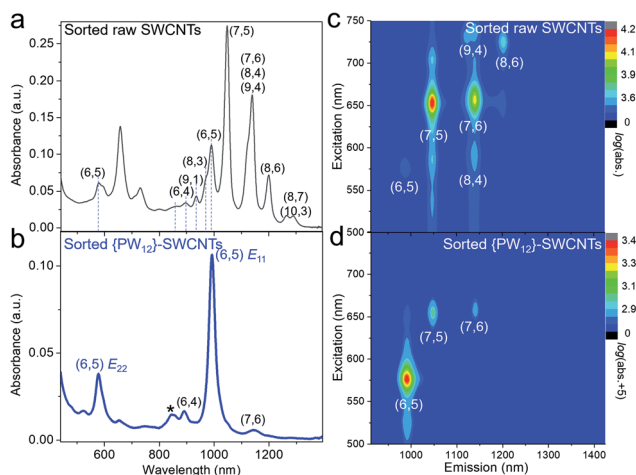 a
Sorted raw SWCNTs
0.25
0.20
0.15
0.10
0.05
0.00
Absorbance (a.u.)
(7,5)
(7,6)
(8,4)
(9,4)
(6,5)
(8,3)
(9,1)
(6,4)
(6,5)
(8,6)
(8,7)
(10,3)
b
Sorted {PW12}-SWCNTs
0.10
0.05
0.00
Absorbance (a.u.)
(6,5) E11
(6,5) E22
*
(6,4)
(7,6)
600 800 1000 1200
Wavelength (nm)
c
Sorted raw SWCNTs
750
700
650
600
550
500
Excitation (nm)
(9,4)
(8,6)
(7,5)
(7,6)
(6,5)
(8,4)
4.2
4.1
3.9
3.6
0
log(abs.)
d
Sorted {PW12}-SWCNTs
700
650
600
550
500
Excitation (nm)
(7,5)
(7,6)
(6,5)
3.4
3.3
3.1
2.9
0
log(abs.+5)
1000 1100 1200 1300 1400
Emission (nm)